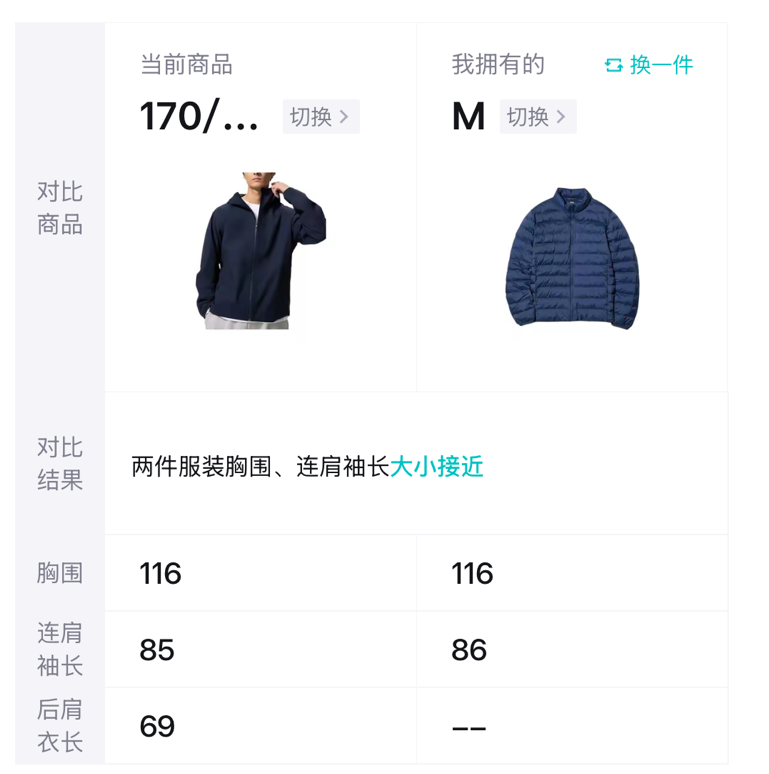 当前商品
我拥有的
换一件
170/...
切换 >
M
切换 >
对比
商品
对比
结果
两件服装胸围、连肩袖长大小接近
胸围
116
116
连肩
袖长
85
86
后肩
衣长
69
--